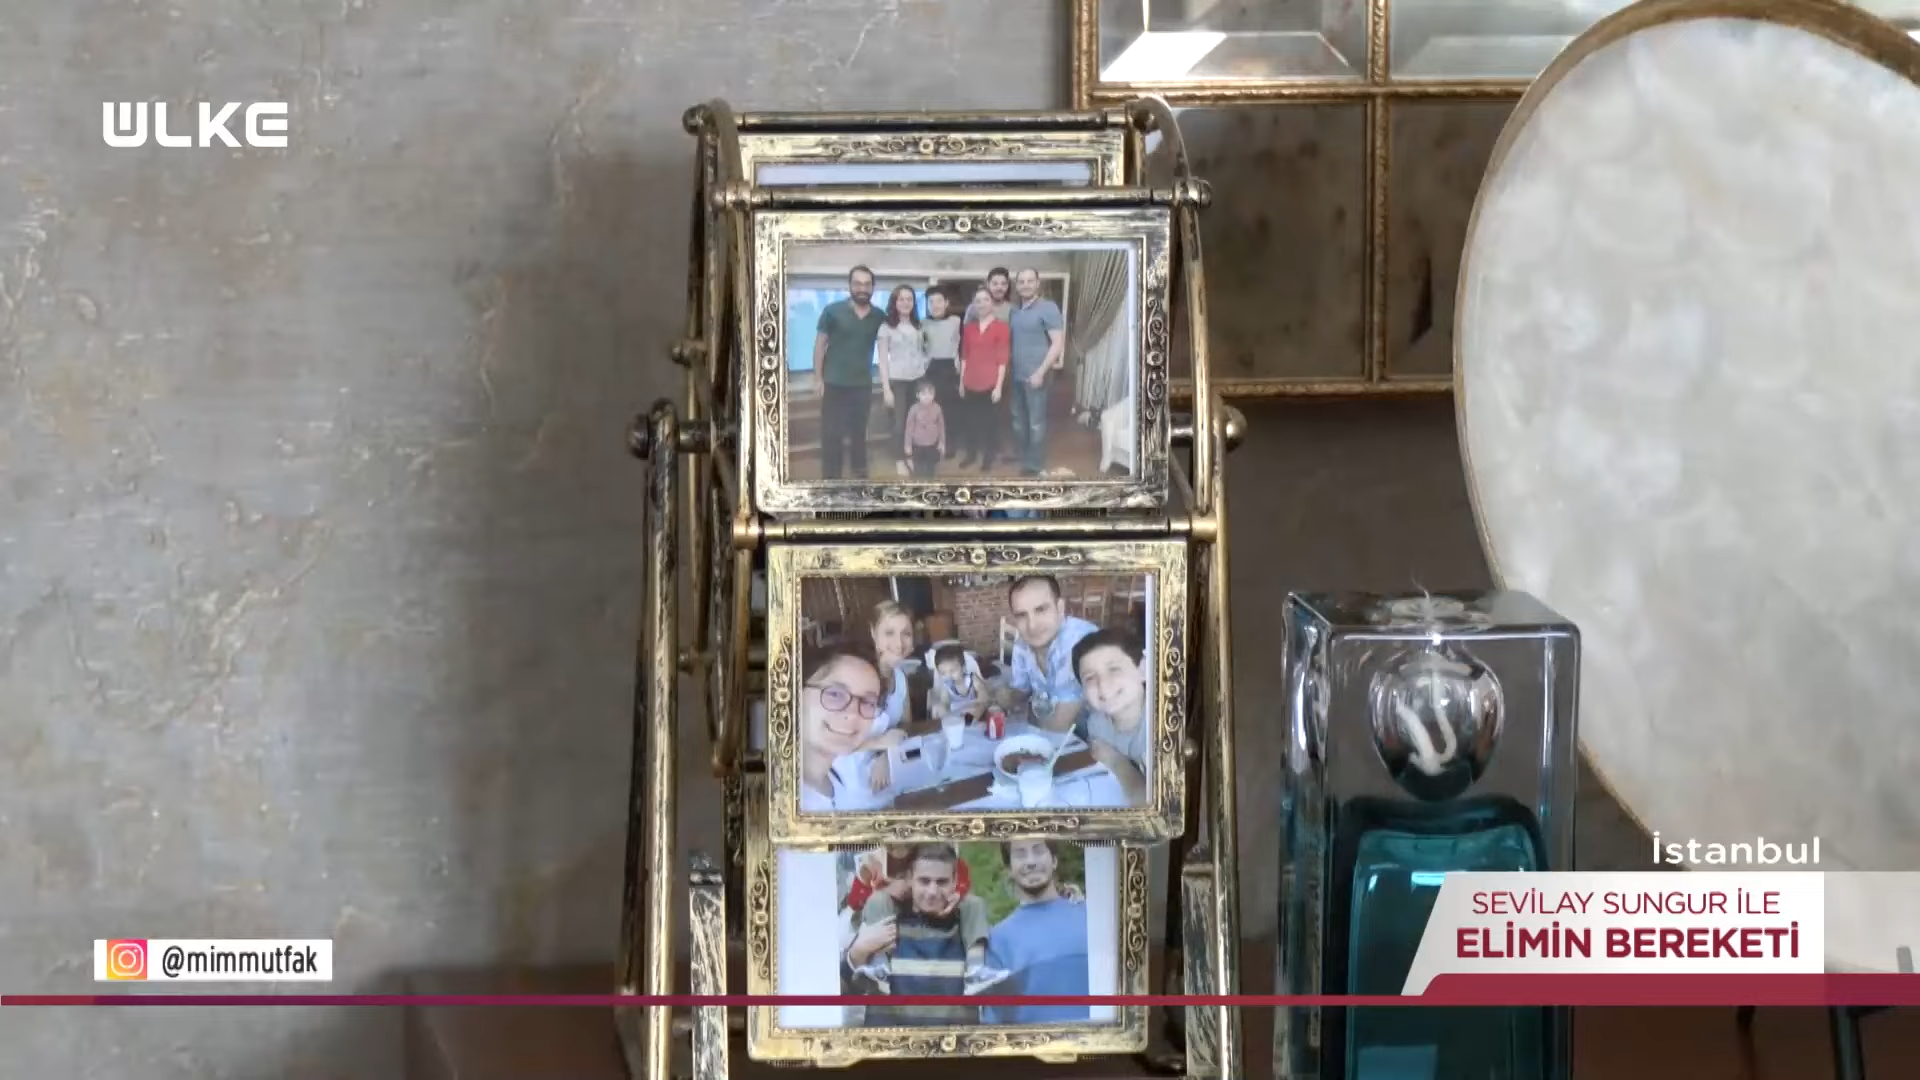 ULKE
İstanbul
SEVİLAY SUNGUR İLE
ELİMİN BEREKETİ
@mimmutfak